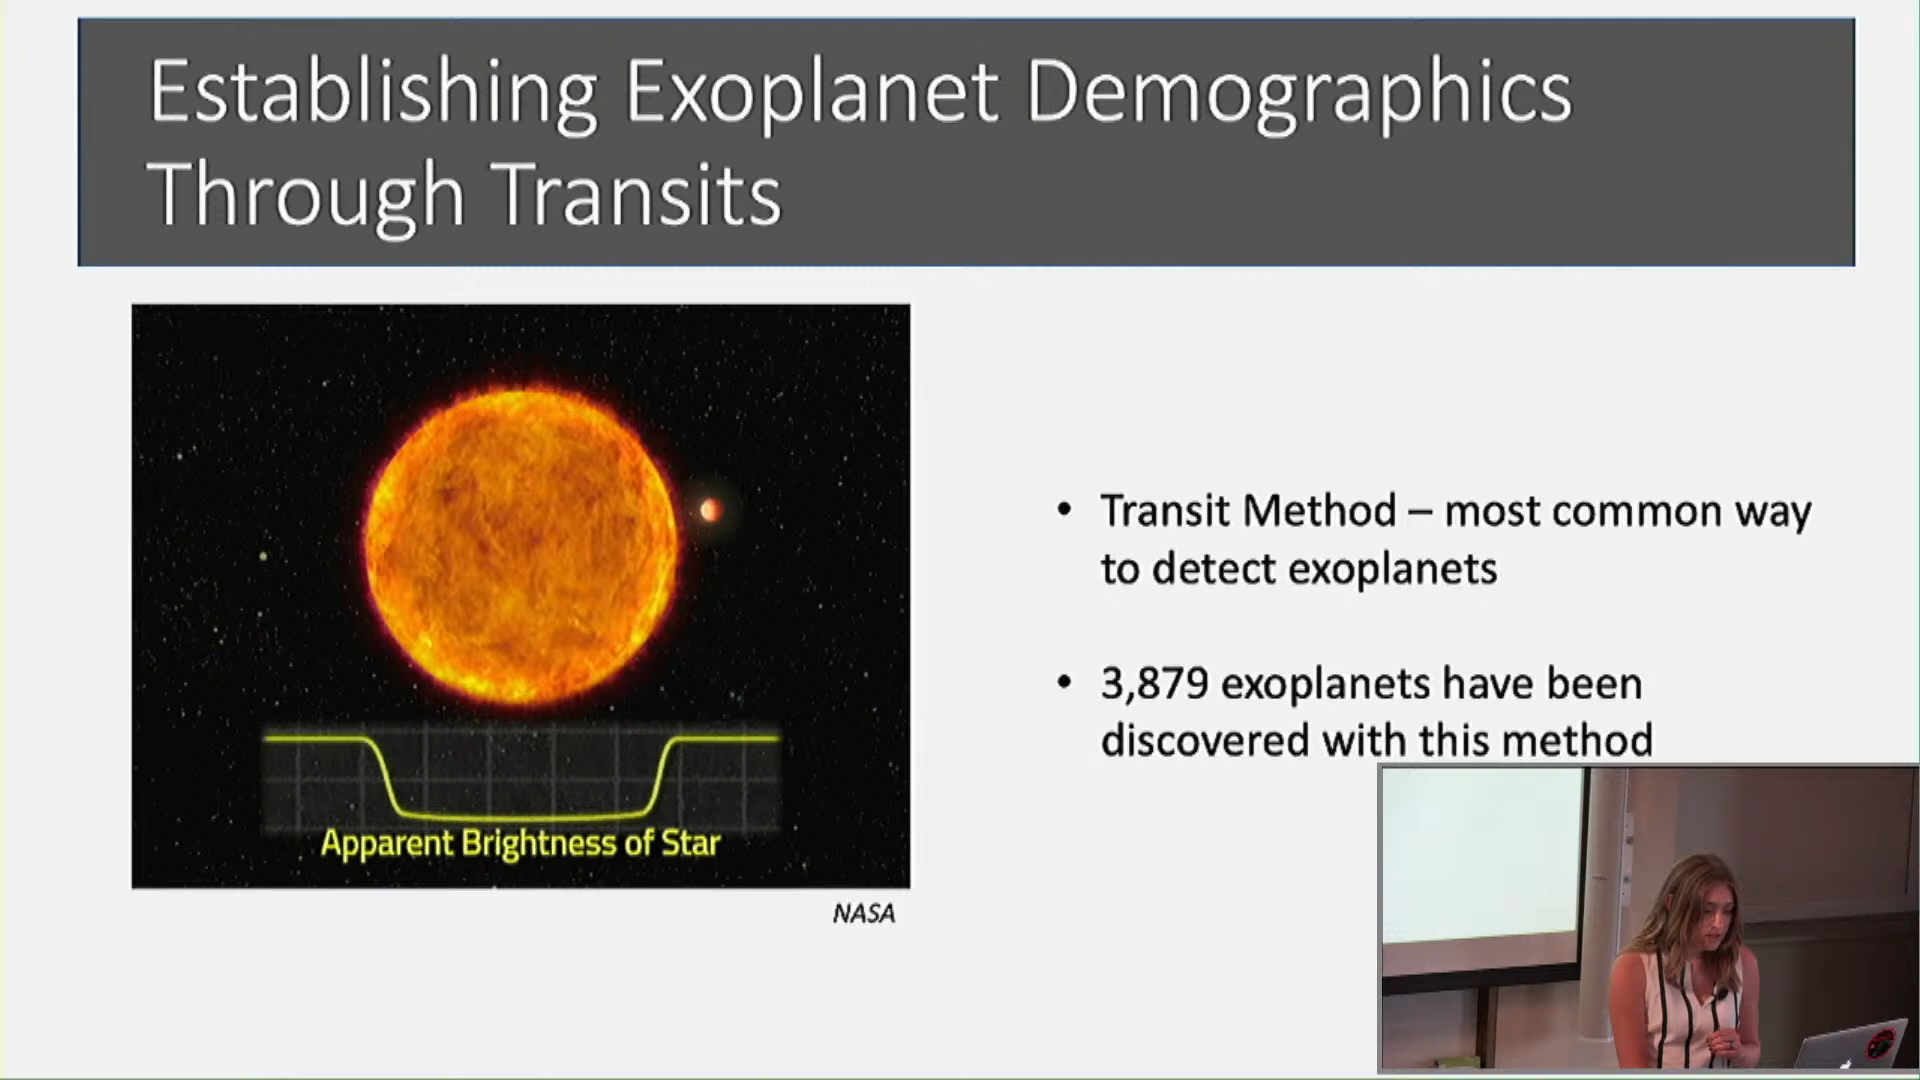 Establishing Exoplanet Demographics
Through Transits
• Transit Method – most common way
to detect exoplanets
• 3,879 exoplanets have been
discovered with this method
Apparent Brightness of Star
NASA